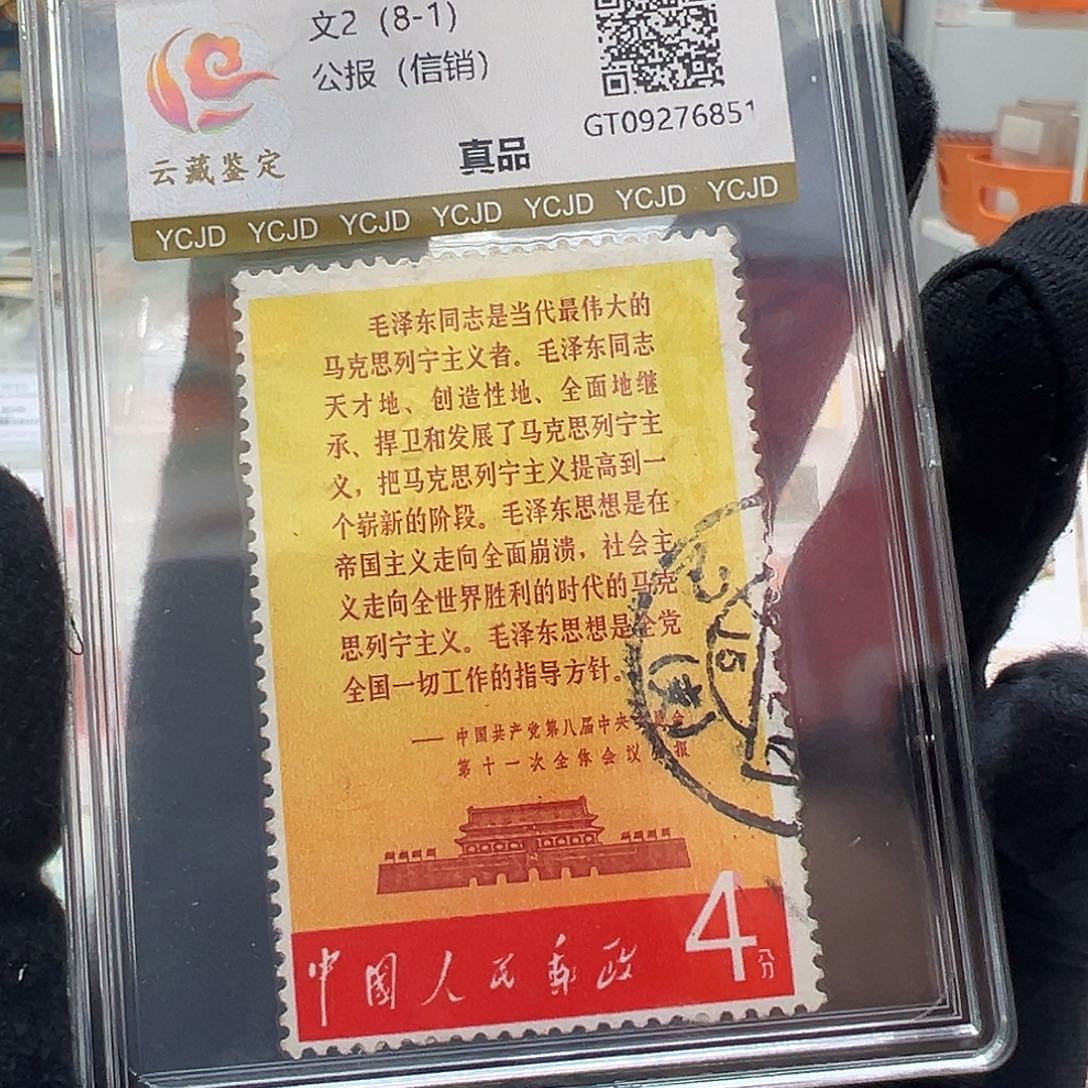 文2（8-1）
公报（信销）
GT09276851
云藏鉴定
真品
YCJD YCJD YCJD YCJD YCJD YCJD YCJD
毛泽东同志是当代最伟大的
马克思列宁主义者。毛泽东同志
天才地、创造性地、全面地继
承、捍卫和发展了马克思列宁主
义，把马克思列宁主义提高到一
个崭新的阶段。毛泽东思想是在
帝国主义走向全面崩溃，社会主
义走向全世界胜利的时代的马克
思列宁主义。毛泽东思想是全党
全国一切工作的指导方针。
—— 中国共产党第八届中央 会
第十一次全体会议 报
4分
中国人民邮政